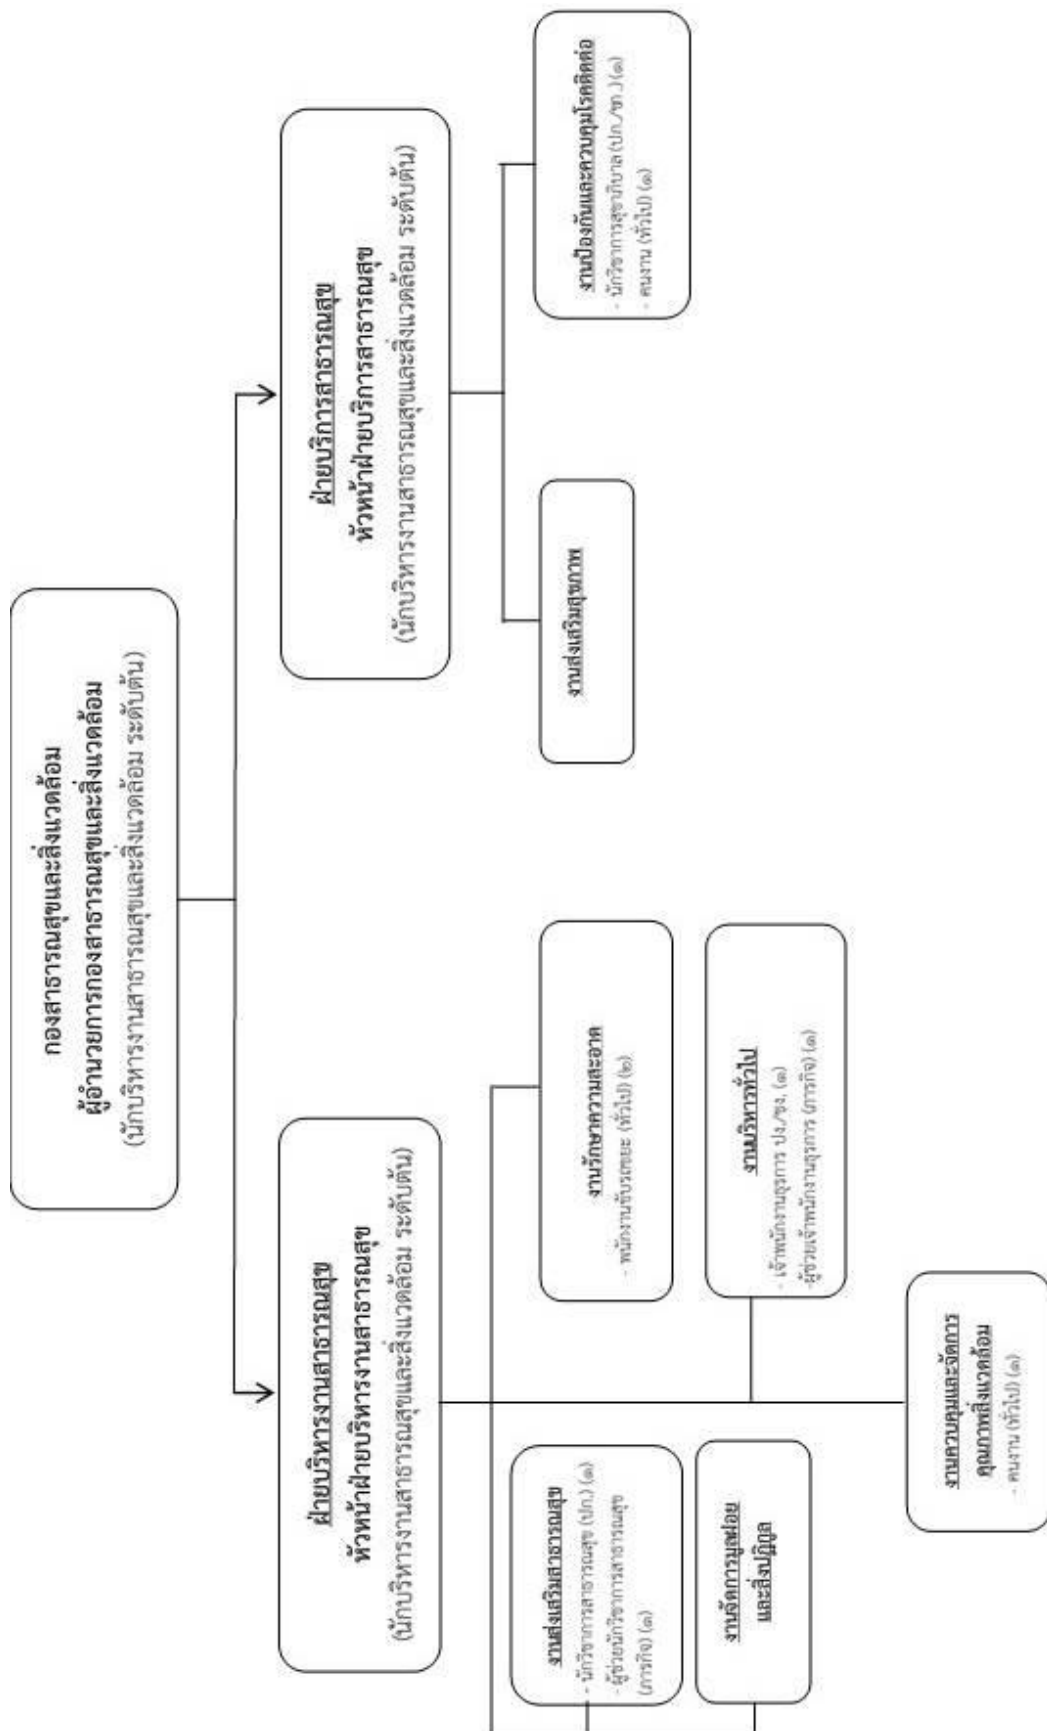 กองสาธารณสุขและสิ่งแวดล้อม
ผู้อำนวยการกองสาธารณสุขและสิ่งแวดล้อม
(นักบริหารงานสาธารณสุขและสิ่งแวดล้อม ระดับต้น)
ฝ่ายบริหารงานสาธารณสุข
หัวหน้าฝ่ายบริหารงานสาธารณสุข
(นักบริหารงานสาธารณสุขและสิ่งแวดล้อม ระดับต้น)
ฝ่ายบริการสาธารณสุข
หัวหน้าฝ่ายบริการสาธารณสุข
(นักบริหารงานสาธารณสุขและสิ่งแวดล้อม ระดับต้น)
งานส่งเสริมสาธารณสุข
- นักวิชาการสาธารณสุข (ปก.) (๑)
-ผู้ช่วยนักวิชาการสาธารณสุข
(ภารกิจ) (๑)
งานรักษาความสะอาด
- พนักงานขับรถขยะ (ทั่วไป) (๒)
งานส่งเสริมสุขภาพ
งานป้องกันและควบคุมโรคติดต่อ
- นักวิชาการสุขาภิบาล (ปก./ชก.) (๑)
- คนงาน (ทั่วไป) (๑)
งานจัดการมูลฝอย
และสิ่งปฏิกูล
งานบริหารทั่วไป
- เจ้าพนักงานธุรการ ปง./ชง. (๑)
-ผู้ช่วยเจ้าพนักงานธุรการ (ภารกิจ) (๑)
งานควบคุมและจัดการ
คุณภาพสิ่งแวดล้อม
- คนงาน (ทั่วไป) (๑)